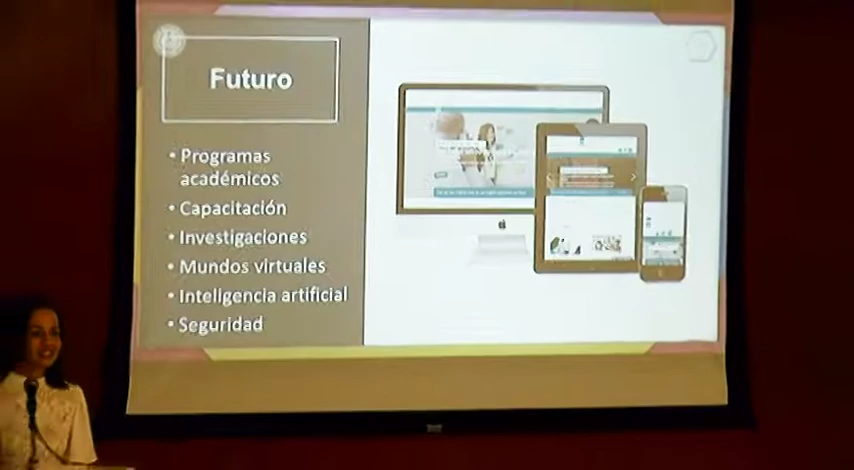 Futuro
• Programas
académicos
• Capacitación
• Investigaciones
• Mundos virtuales
• Inteligencia artificial
• Seguridad